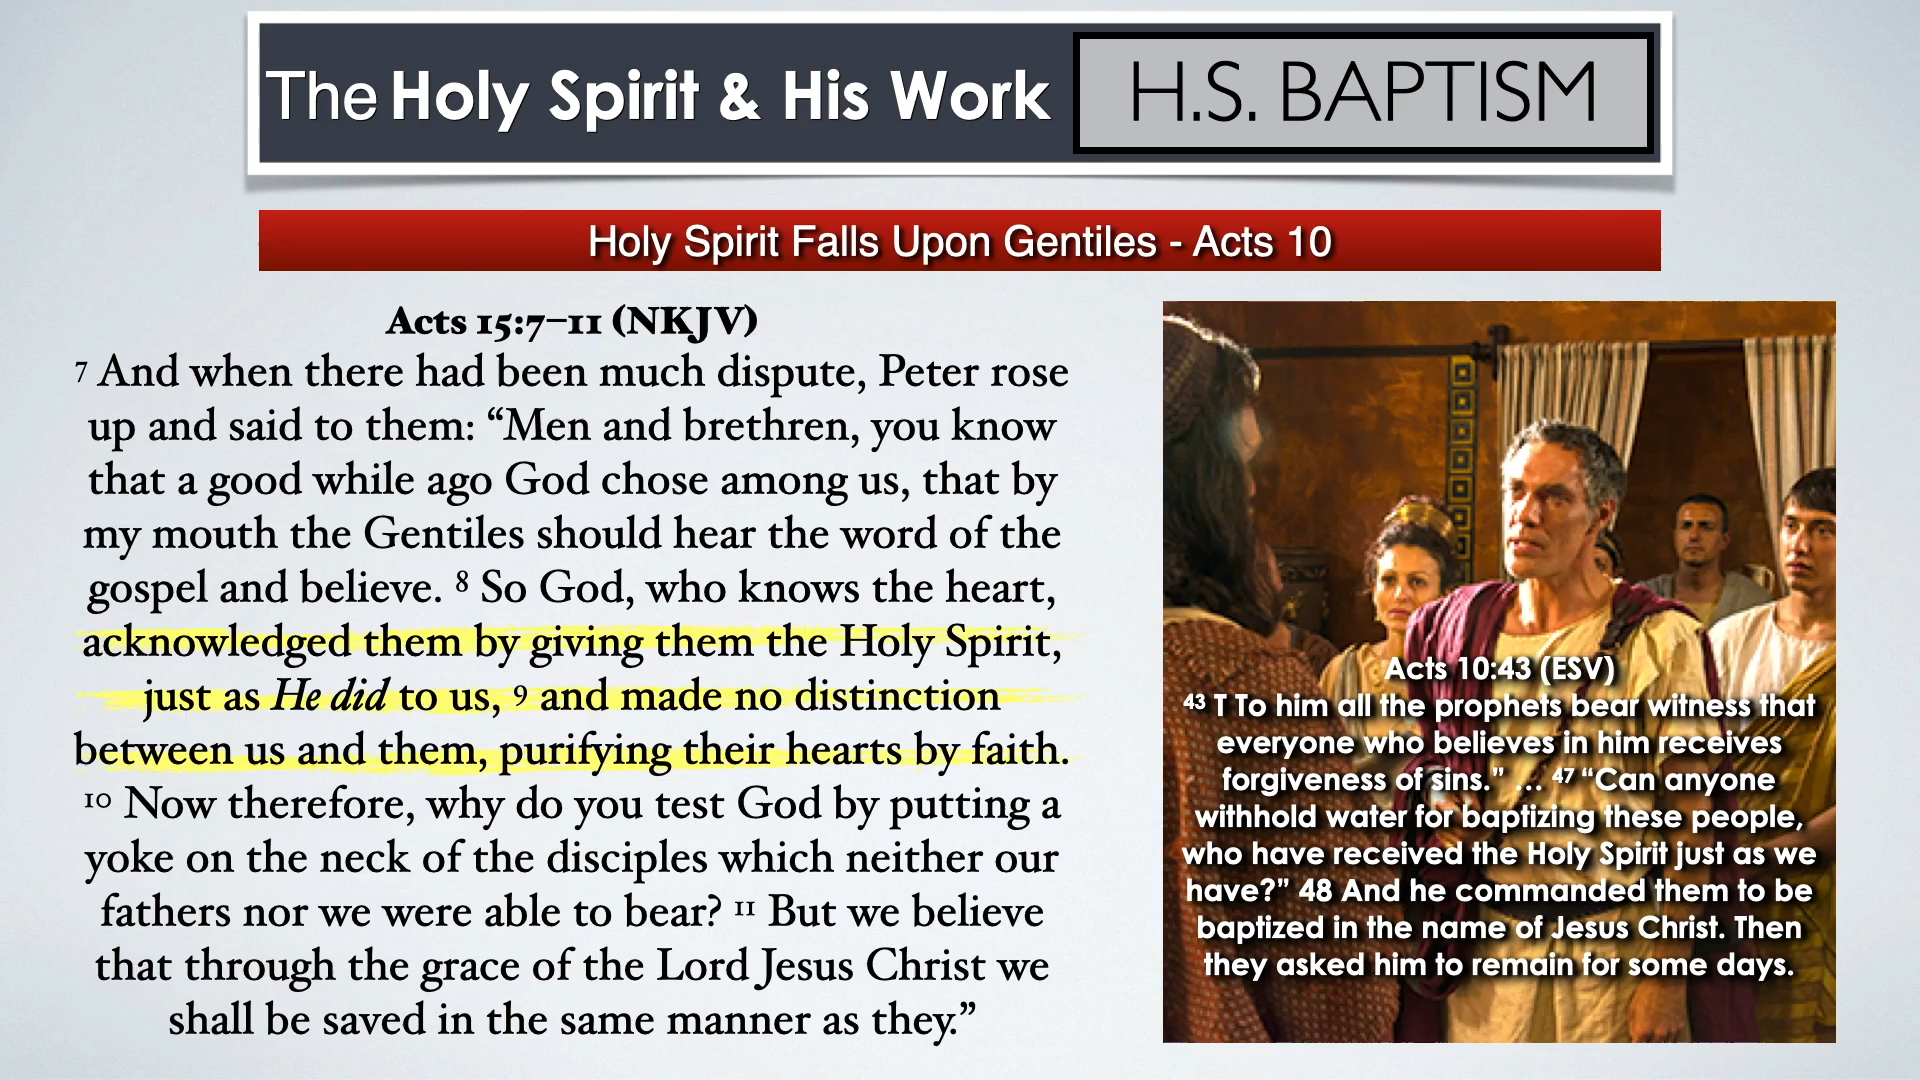 The Holy Spirit & His Work
H.S. BAPTISM
Holy Spirit Falls Upon Gentiles - Acts 10
Acts 15:7–11 (NKJV)
7 And when there had been much dispute, Peter rose
up and said to them: “Men and brethren, you know
that a good while ago God chose among us, that by
my mouth the Gentiles should hear the word of the
gospel and believe. 8 So God, who knows the heart,
acknowledged them by giving them the Holy Spirit,
just as He did to us, 9 and made no distinction
between us and them, purifying their hearts by faith.
10 Now therefore, why do you test God by putting a
yoke on the neck of the disciples which neither our
fathers nor we were able to bear? 11 But we believe
that through the grace of the Lord Jesus Christ we
shall be saved in the same manner as they.”
Acts 10:43 (ESV)
43 T To him all the prophets bear witness that
everyone who believes in him receives
forgiveness of sins.” … 47 “Can anyone
withhold water for baptizing these people,
who have received the Holy Spirit just as we
have?” 48 And he commanded them to be
baptized in the name of Jesus Christ. Then
they asked him to remain for some days.